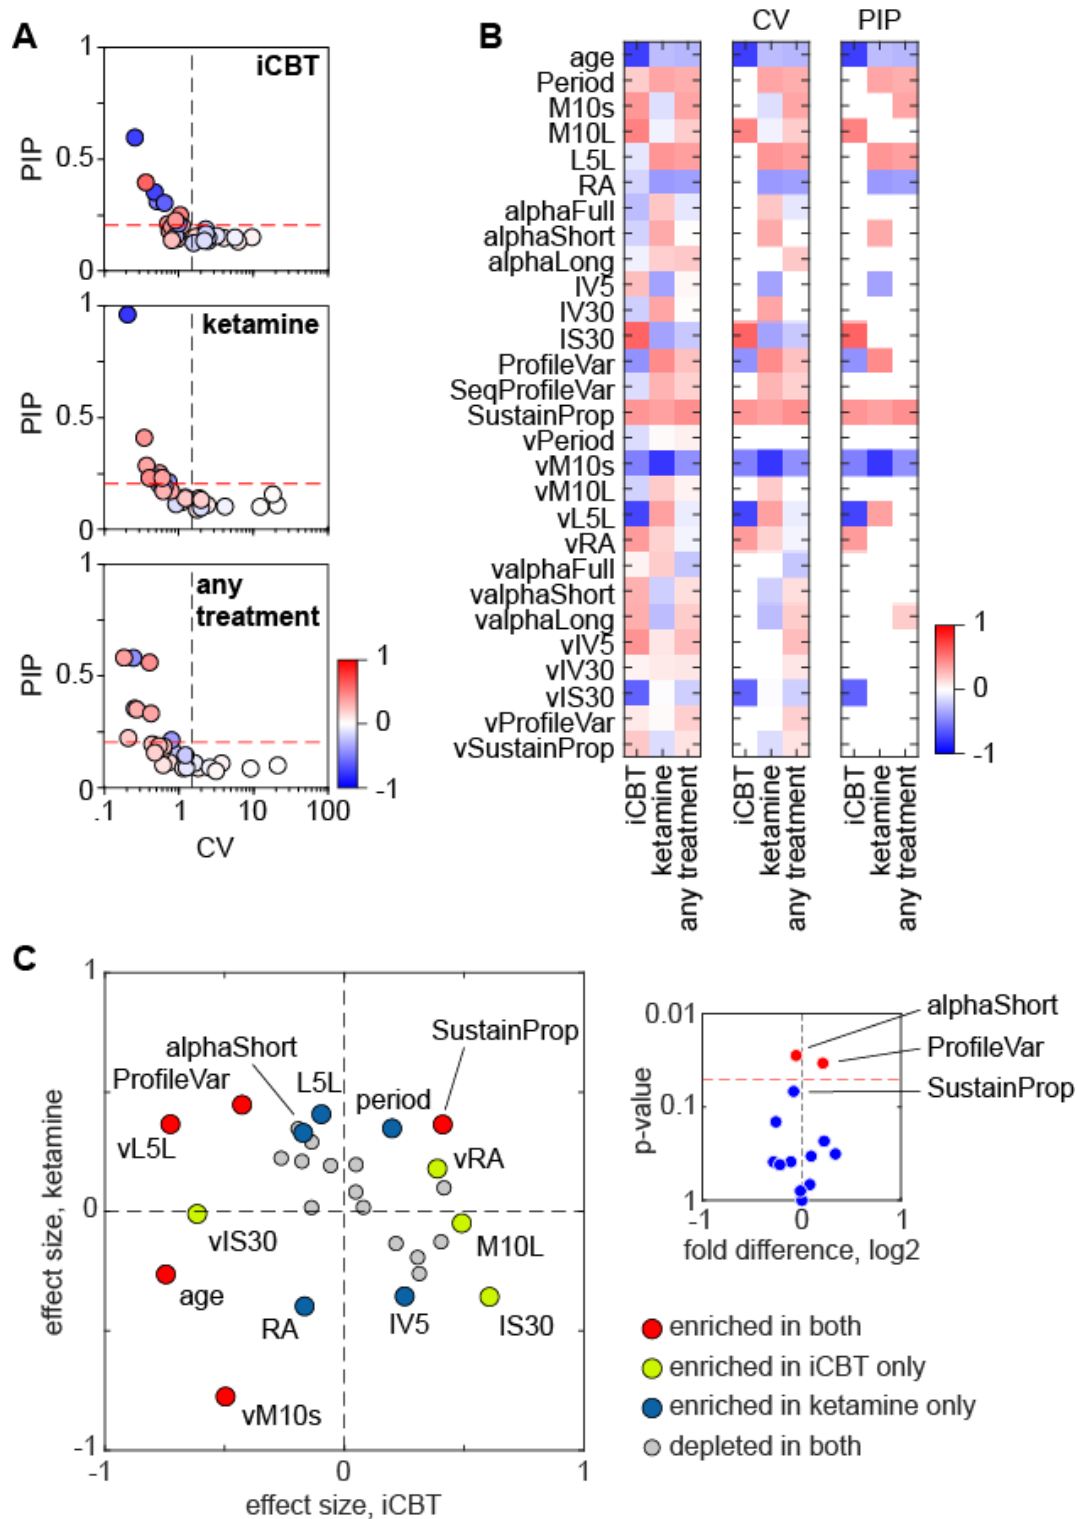 A
1
iCBT
PIP
0.5
0
1
ketamine
PIP
0.5
0
1
any
treatment
PIP
0.5
0
.1
1
10
100
CV
1
0
-1
B
CV
PIP
age
Period
M10s
M10L
L5L
RA
alphaFull
alphaShort
alphaLong
IV5
IV30
IS30
ProfileVar
SeqProfileVar
SustainProp
vPeriod
vM10s
vM10L
vL5L
vRA
valphaFull
valphaShort
valphaLong
vIV5
vIV30
vIS30
vProfileVar
vSustainProp
iCBT
ketamine
any treatment
iCBT
ketamine
any treatment
iCBT
ketamine
any treatment
1
0
-1
C
1
0
-1
effect size, ketamine
alphaShort
SustainProp
ProfileVar
L5L
period
vL5L
vRA
vIS30
M10L
age
RA
IV5
IS30
vM10s
-1
0
1
effect size, iCBT
0.01
0.1
1
p-value
alphaShort
ProfileVar
SustainProp
-1
0
1
fold difference, log2
enriched in both
enriched in iCBT only
enriched in ketamine only
depleted in both